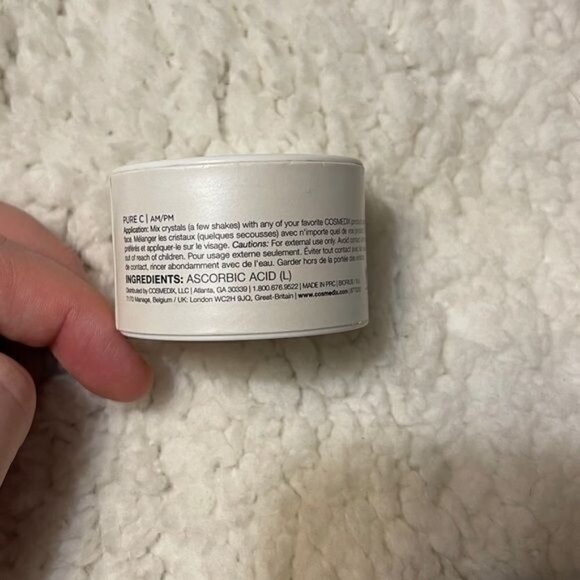 PURE C | AM/PM
Application: Mix crystals (a few shakes) with any of your favorite COSMEDIX
face. Mélanger les cristaux (quelques secousses) avec n'importe quel de vos
préférés et appliquer-le sur le visage. Cautions: For external use only. Avoid contact
out of reach of children. Pour usage externe seulement. Éviter tout contact avec
de contact, rincer abondamment avec de l'eau. Garder hors de la portée des
INGREDIENTS: ASCORBIC ACID (L)
Distributed by COSMEDIX, LLC | Atlanta, GA 30339 | 1.800.676.9522 | MADE IN PRC | BIORIUS
7170 Manage, Belgium / UK: London WC2H 9JQ, Great-Britain | www.cosmedix.com